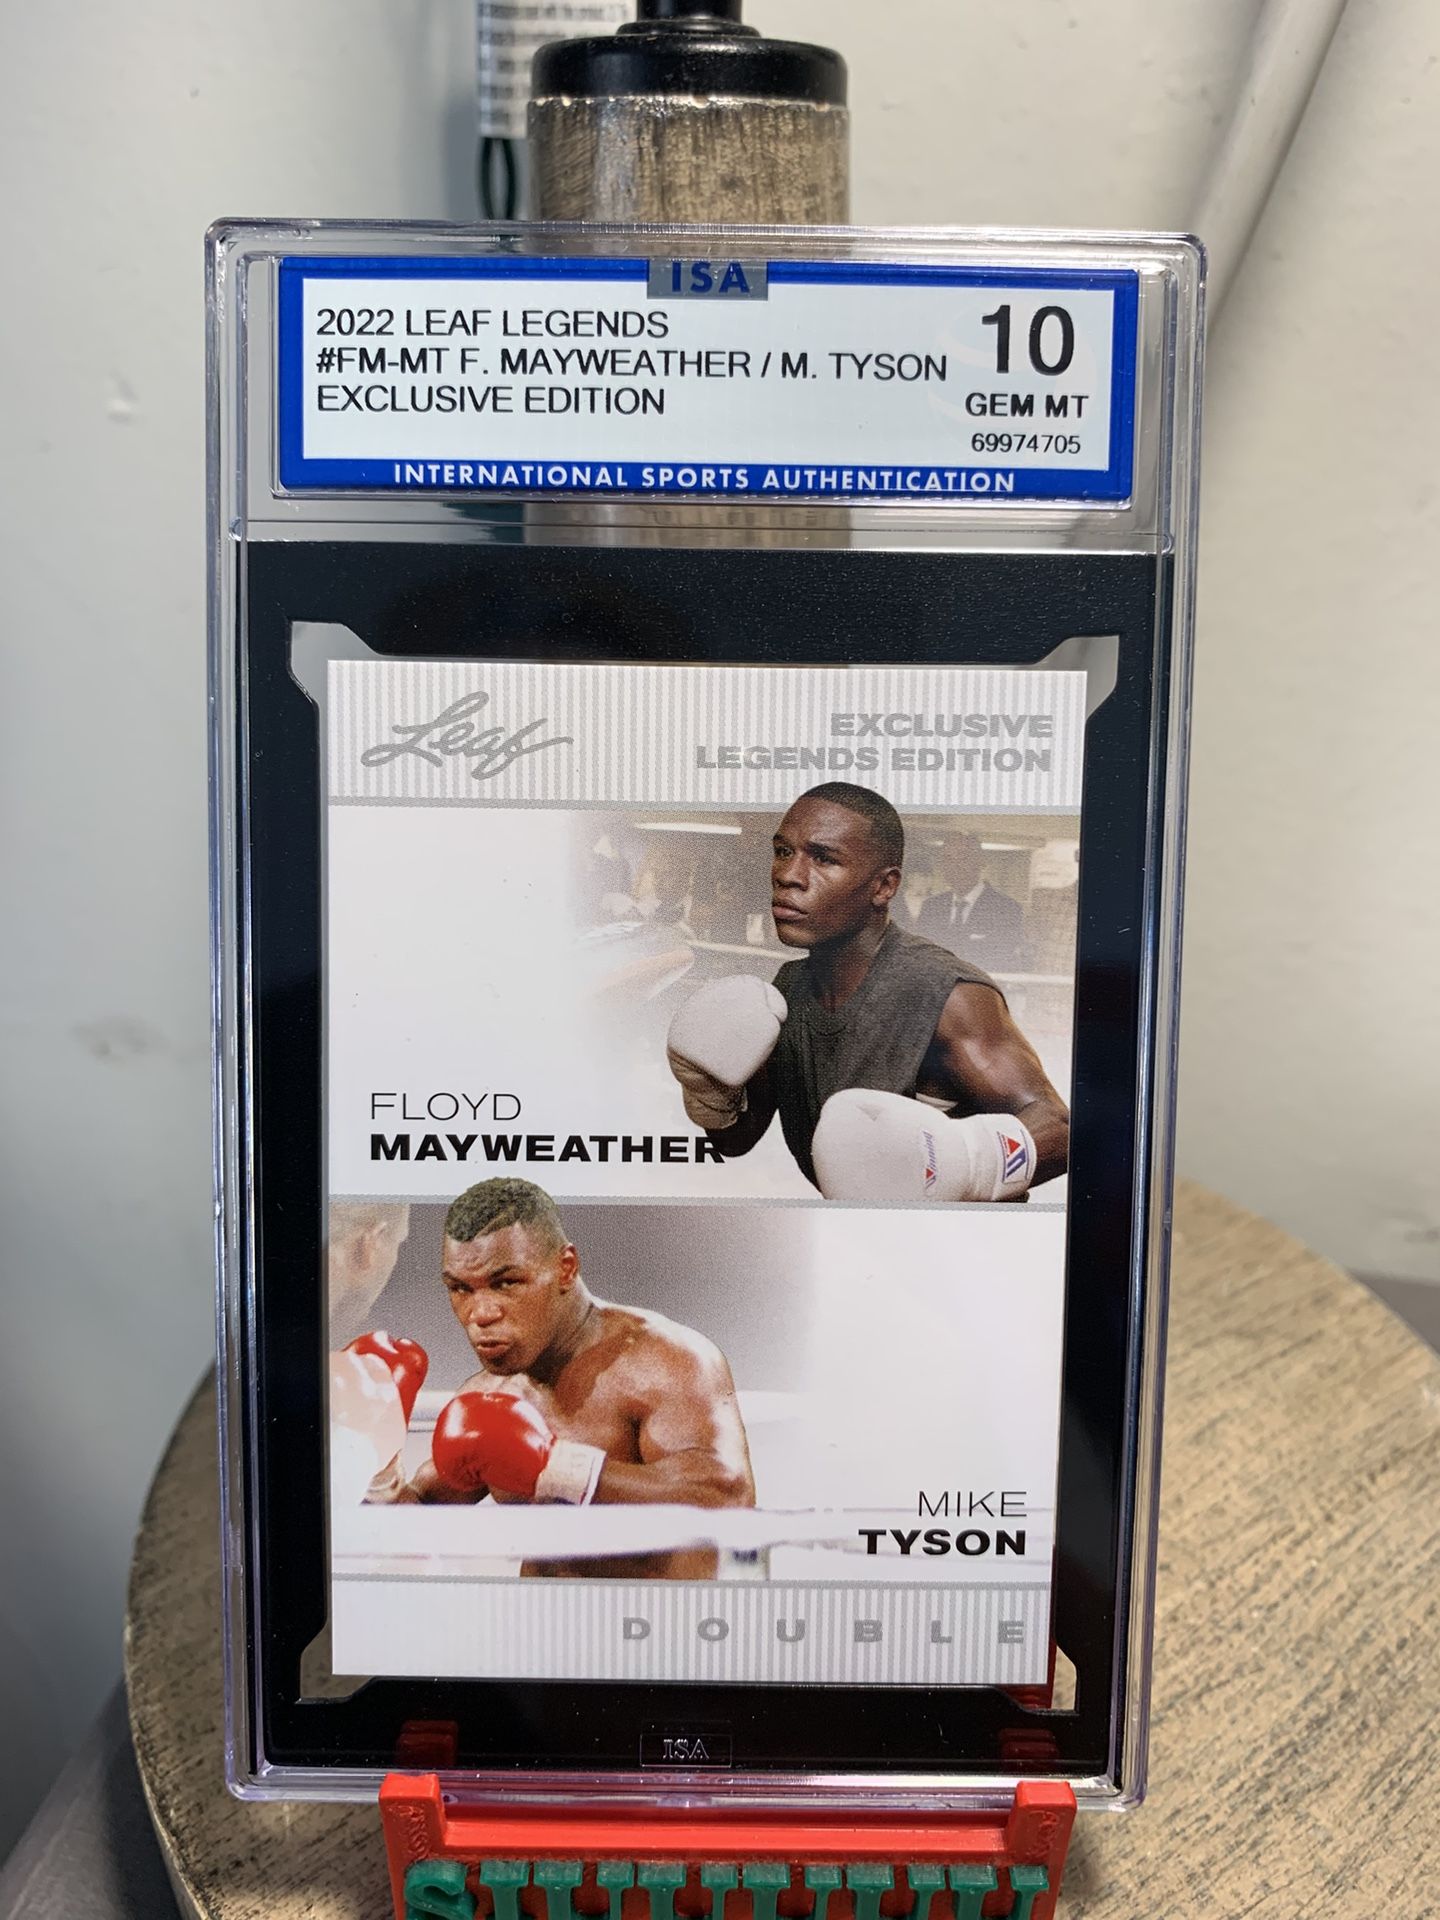 ISA
2022 LEAF LEGENDS
#FM-MT F. MAYWEATHER / M. TYSON
EXCLUSIVE EDITION
10
GEM MT
69974705
INTERNATIONAL SPORTS AUTHENTICATION
Leaf
EXCLUSIVE
LEGENDS EDITION
FLOYD
MAYWEATHER
Winning
MIKE
TYSON
DOUBLE
ISA